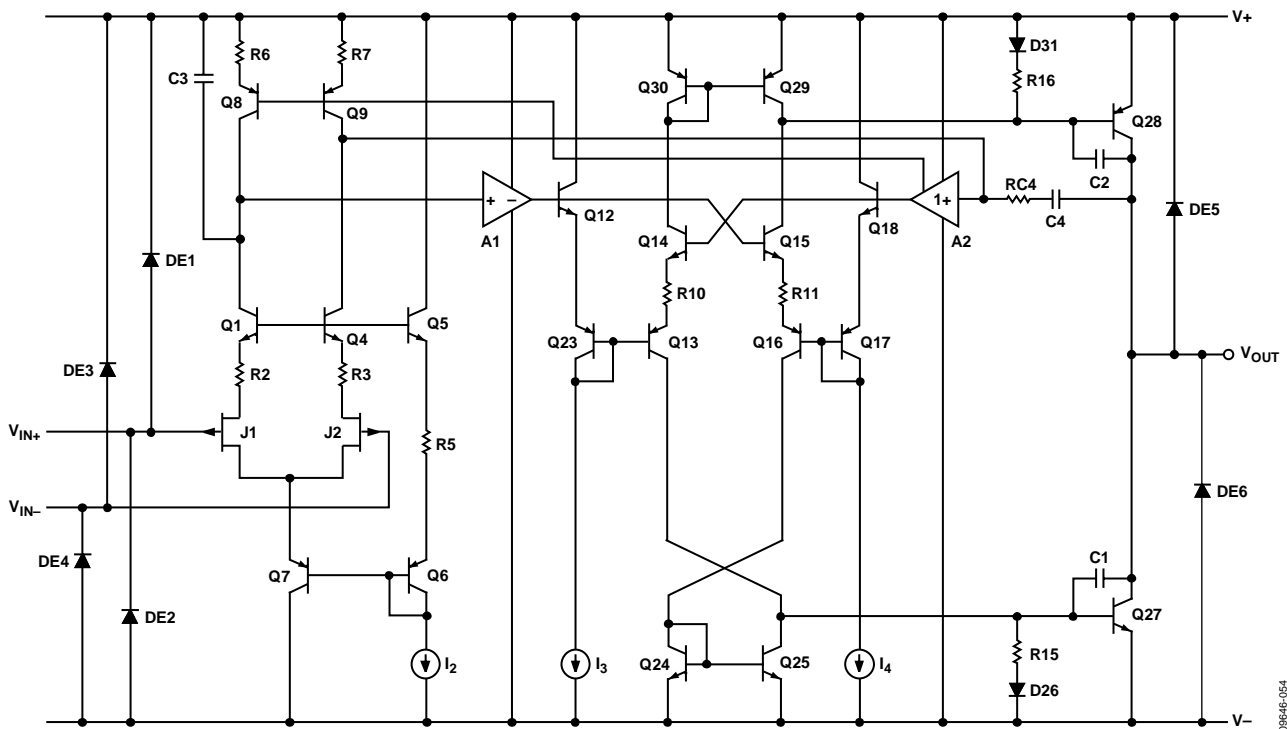 V+
R6
R7
D31
C3
Q30
Q29
R16
Q8
Q9
Q28
C2
RC4
C4
+ −
1+
Q12
A1
Q14
Q15
Q18
A2
DE5
DE1
R10
R11
Q1
Q4
Q5
Q23
Q13
Q16
Q17
VOUT
DE3
R2
R3
VIN+
J1
J2
R5
VIN−
DE6
DE4
Q7
Q6
C1
DE2
Q27
I2
I3
Q24
Q25
I4
R15
D26
V−
09646-054